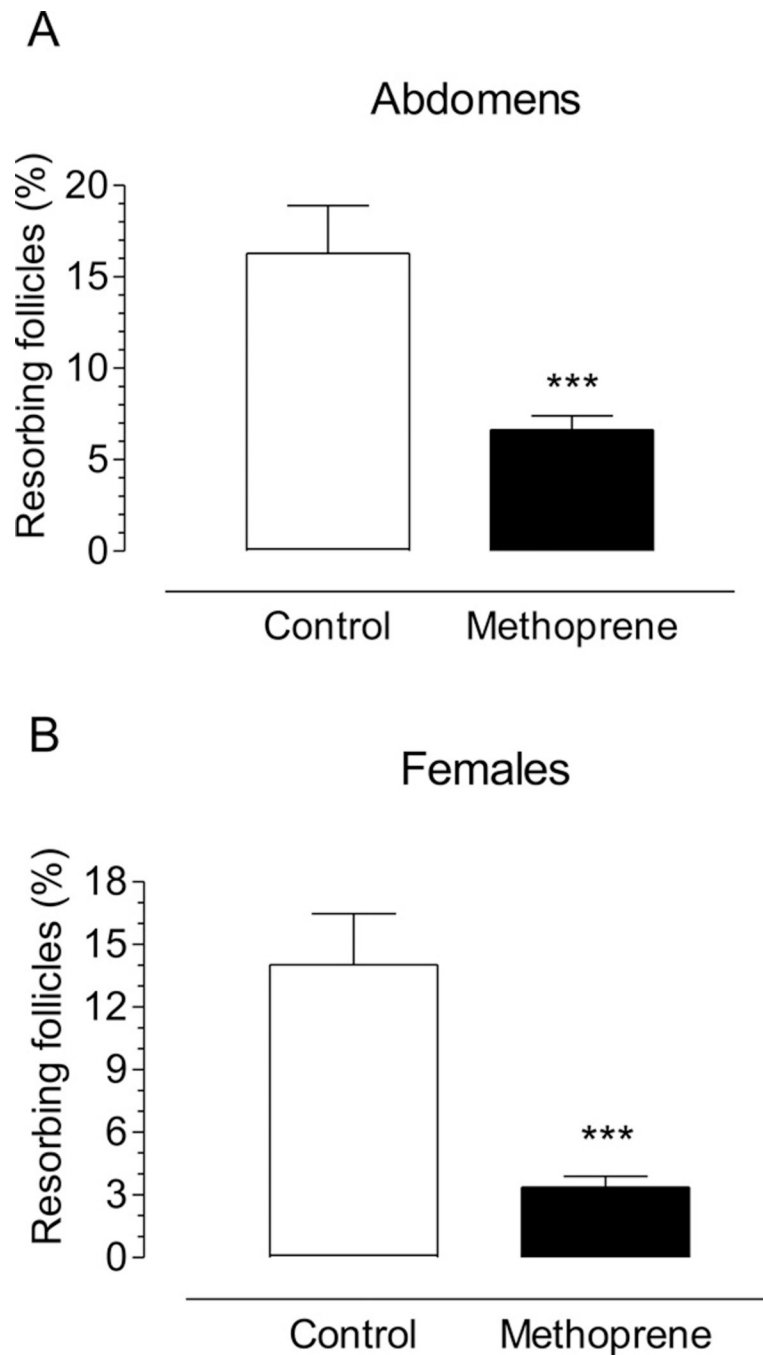 A
Abdomens
Resorbing follicles (%)
20
15
10
5
0
***
Control Methoprene
B
Females
Resorbing follicles (%)
18
15
12
9
6
3
0
***
Control Methoprene